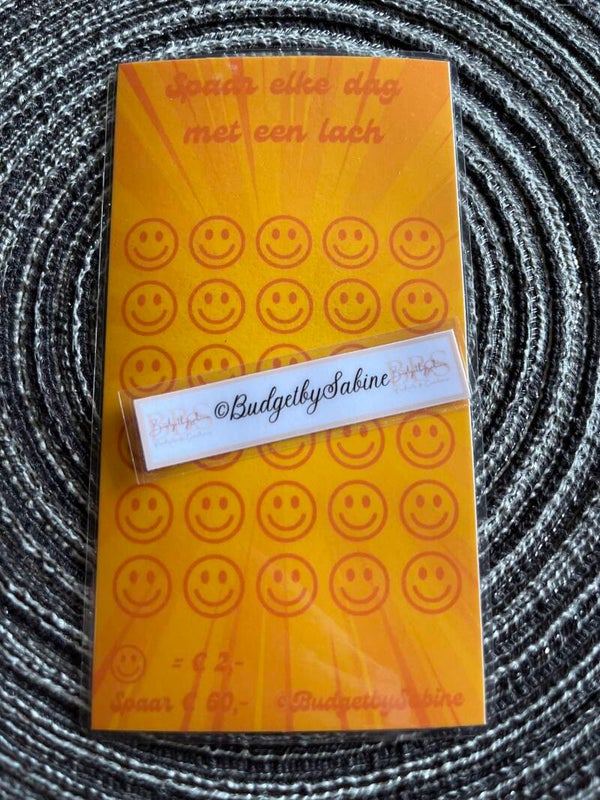 Spaar elke dag
met een lach
©BudgetbySabine
= € 2,-
Spaar € 60,- ©BudgetbySabine